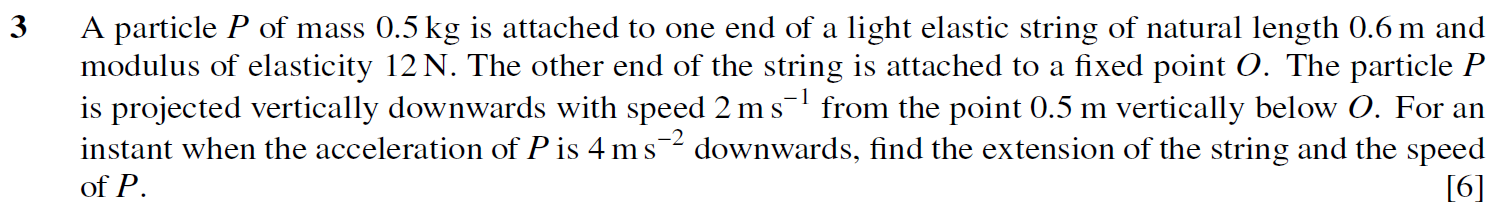 3 A particle P of mass 0.5 kg is attached to one end of a light elastic string of natural length 0.6 m and
modulus of elasticity 12 N. The other end of the string is attached to a fixed point O. The particle P
is projected vertically downwards with speed 2 m s⁻¹ from the point 0.5 m vertically below O. For an
instant when the acceleration of P is 4 m s⁻² downwards, find the extension of the string and the speed
of P. [6]